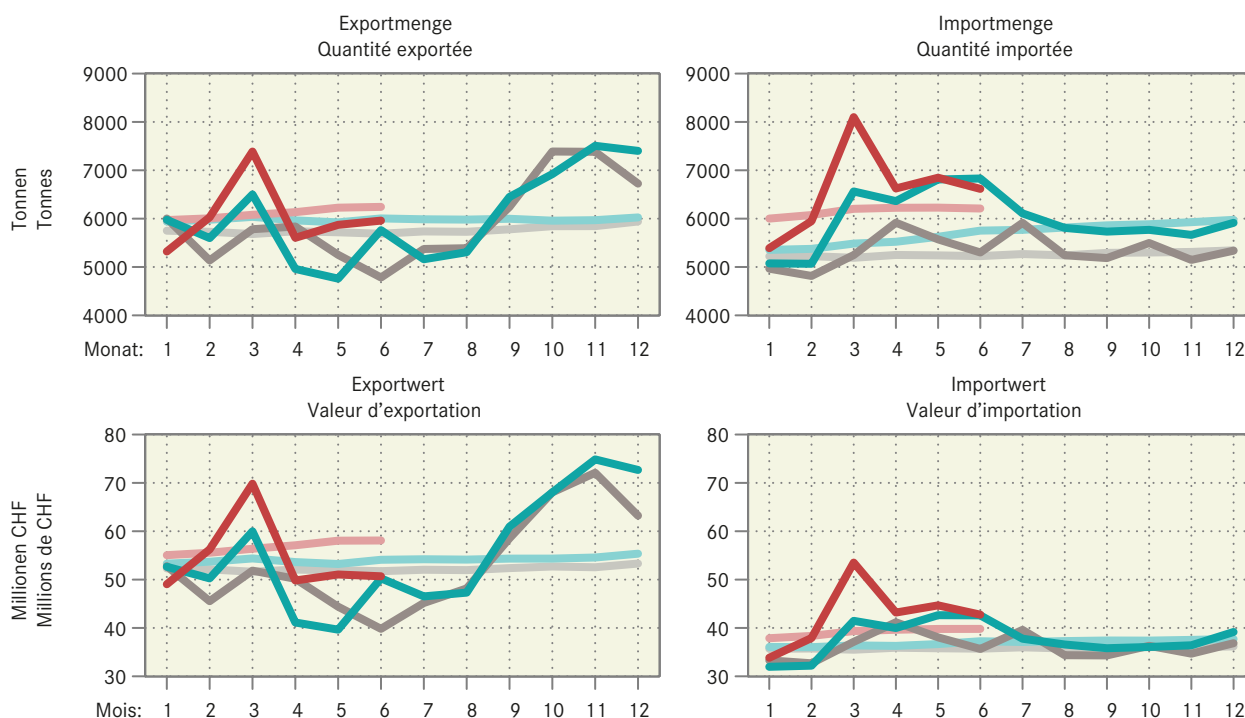 Exportmenge
Quantité exportée
Importmenge
Quantité importée
Tonnen
Tonnes
9000
8000
7000
6000
5000
4000
9000
8000
7000
6000
5000
4000
Monat: 1 2 3 4 5 6 7 8 9 10 11 12
1 2 3 4 5 6 7 8 9 10 11 12
Exportwert
Valeur d'exportation
Importwert
Valeur d'importation
Millionen CHF
Millions de CHF
80
70
60
50
40
30
80
70
60
50
40
30
Mois: 1 2 3 4 5 6 7 8 9 10 11 12
1 2 3 4 5 6 7 8 9 10 11 12